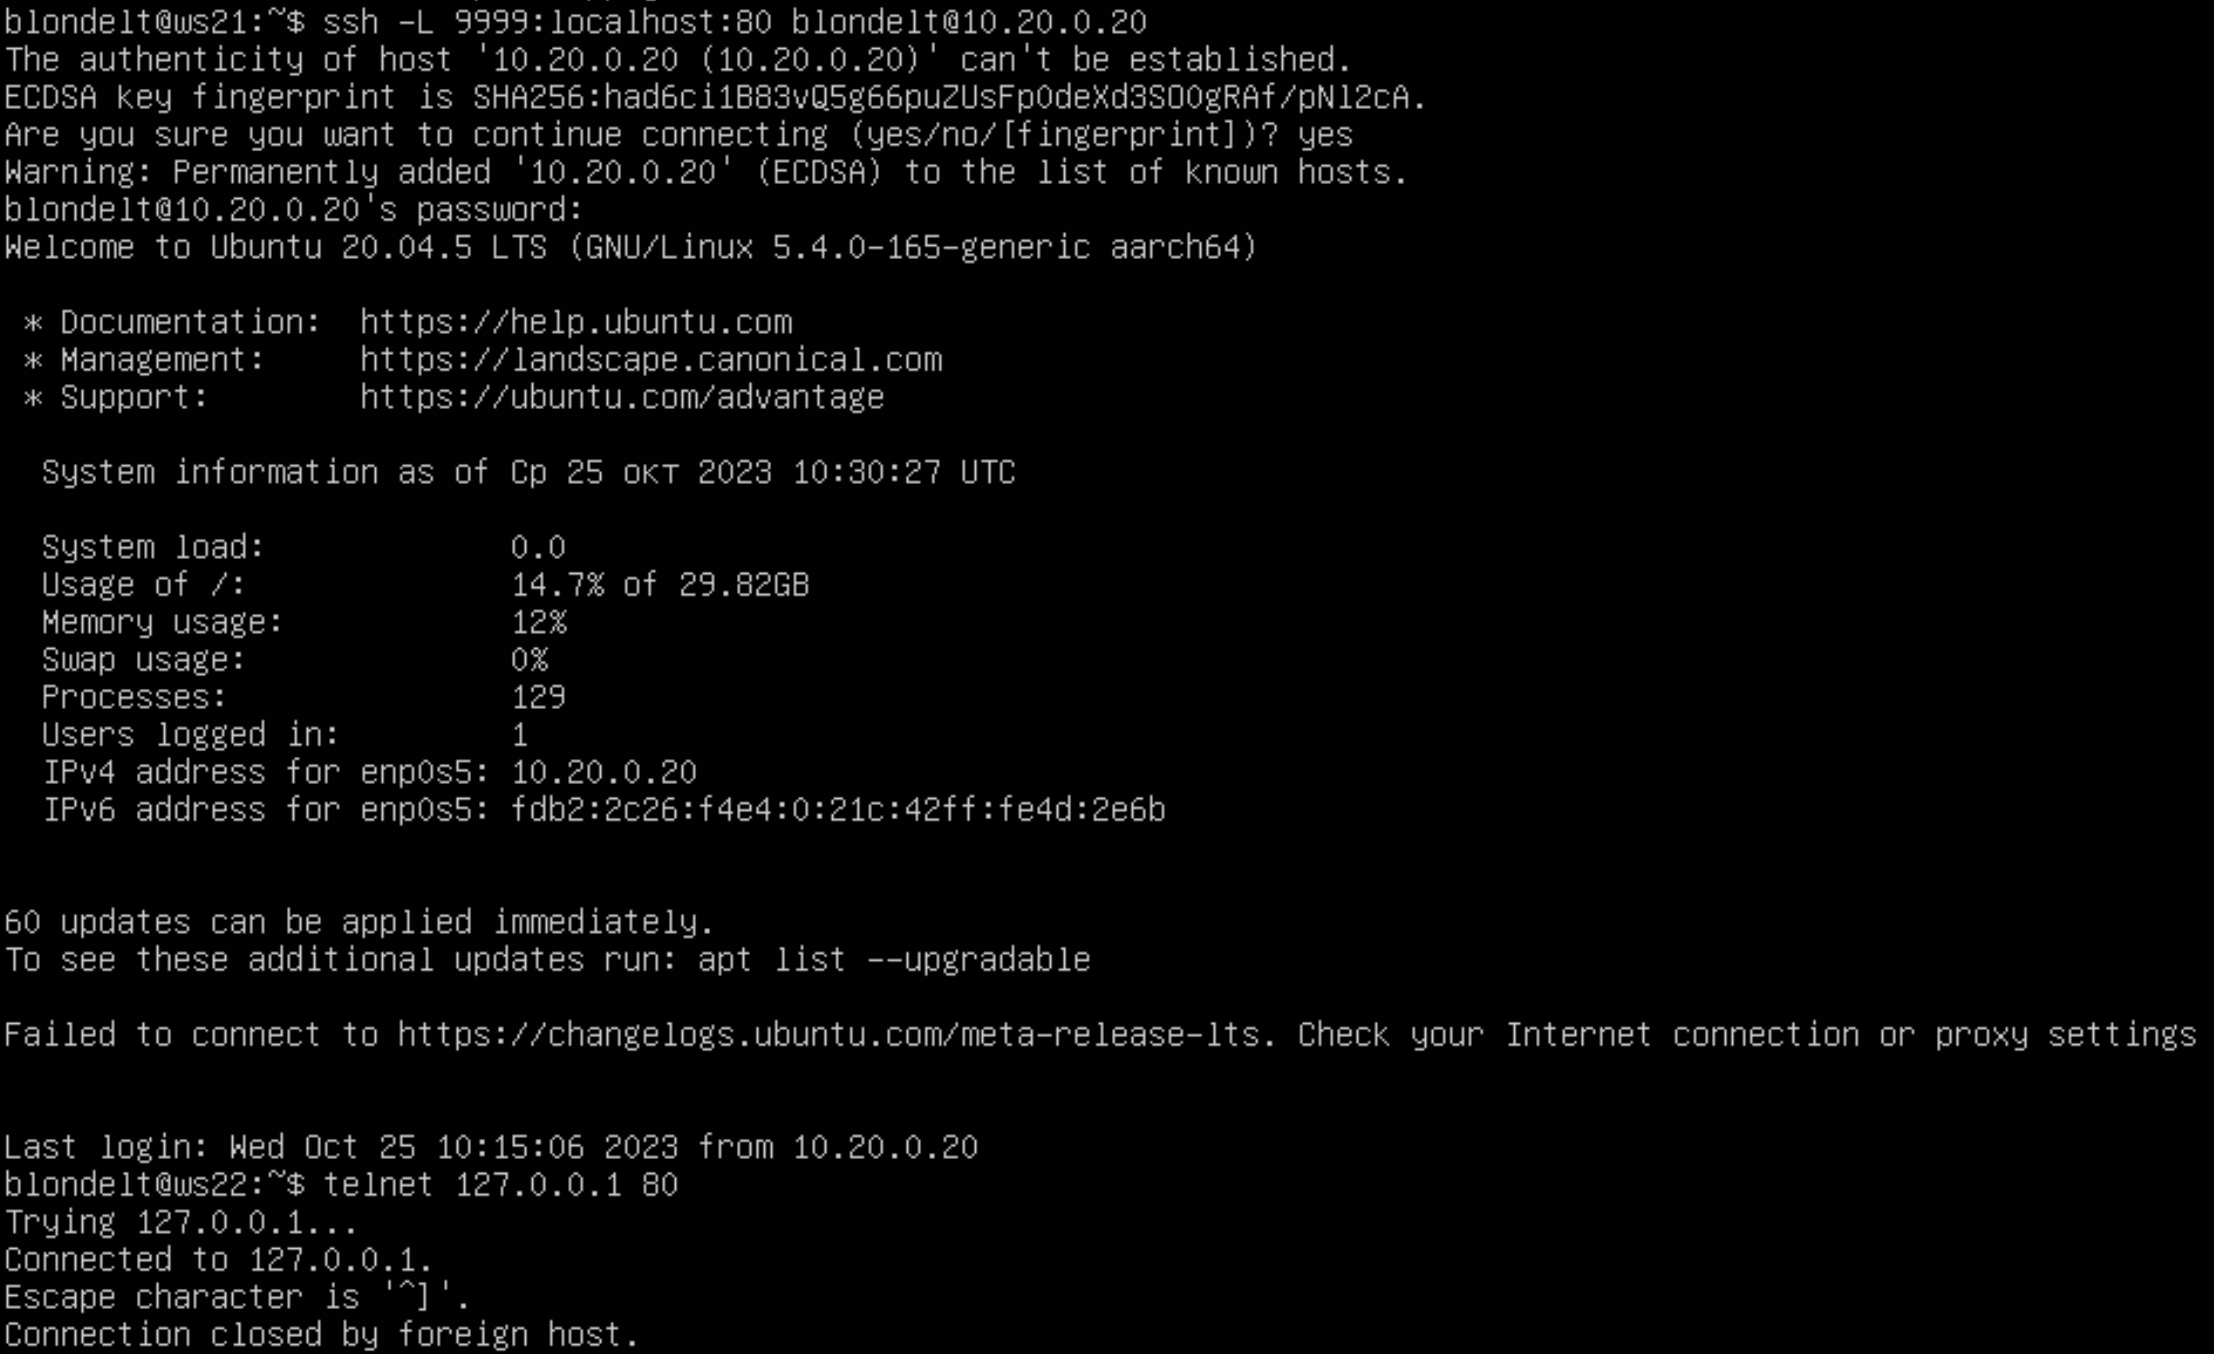 blondelt@ws21:~$ ssh -L 9999:localhost:80 blondelt@10.20.0.20
The authenticity of host '10.20.0.20 (10.20.0.20)' can't be established.
ECDSA key fingerprint is SHA256:had6ci1B83vQ5g66puZUsFpOdeXd3SOOgRAf/pNl2cA.
Are you sure you want to continue connecting (yes/no/[fingerprint])? yes
Warning: Permanently added '10.20.0.20' (ECDSA) to the list of known hosts.
blondelt@10.20.0.20's password:
Welcome to Ubuntu 20.04.5 LTS (GNU/Linux 5.4.0-165-generic aarch64)
* Documentation: https://help.ubuntu.com
* Management: https://landscape.canonical.com
* Support: https://ubuntu.com/advantage
System information as of Ср 25 окт 2023 10:30:27 UTC
System load: 0.0
Usage of /: 14.7% of 29.82GB
Memory usage: 12%
Swap usage: 0%
Processes: 129
Users logged in: 1
IPv4 address for enp0s5: 10.20.0.20
IPv6 address for enp0s5: fdb2:2c26:f4e4:0:21c:42ff:fe4d:2e6b
60 updates can be applied immediately.
To see these additional updates run: apt list --upgradable
Failed to connect to https://changelogs.ubuntu.com/meta-release-lts. Check your Internet connection or proxy settings
Last login: Wed Oct 25 10:15:06 2023 from 10.20.0.20
blondelt@ws22:~$ telnet 127.0.0.1 80
Trying 127.0.0.1...
Connected to 127.0.0.1.
Escape character is '^]'.
Connection closed by foreign host.